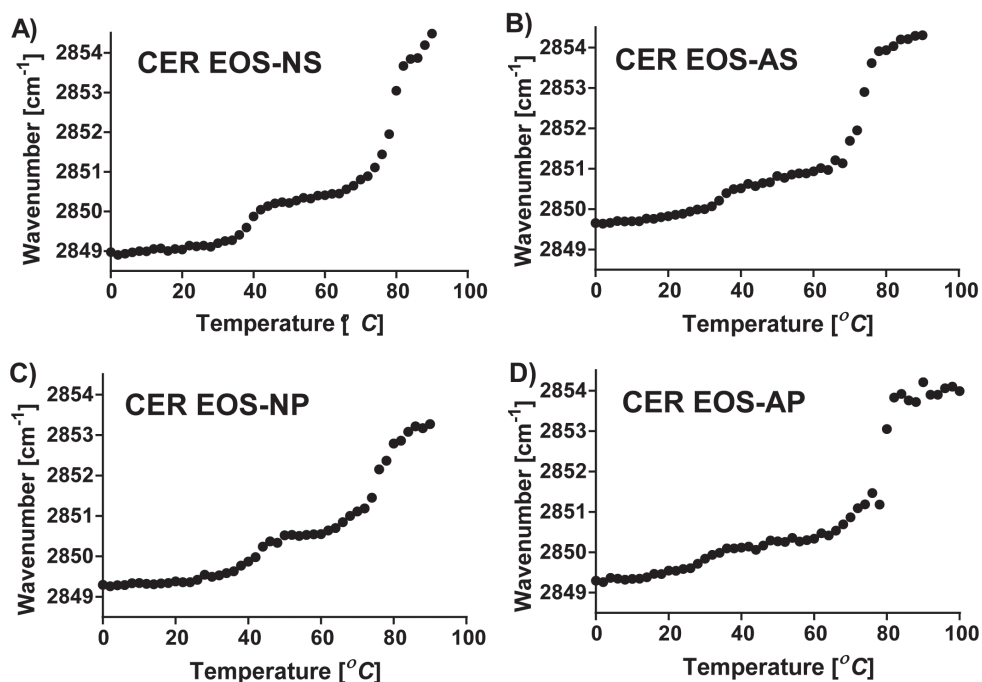 A)
CER EOS-NS
Wavenumber [cm⁻¹]
2854
2853
2852
2851
2850
2849
0 20 40 60 80 100
Temperature [° C]
B)
CER EOS-AS
Wavenumber [cm⁻¹]
2854
2853
2852
2851
2850
2849
0 20 40 60 80 100
Temperature [°C]
C)
CER EOS-NP
Wavenumber [cm⁻¹]
2854
2853
2852
2851
2850
2849
0 20 40 60 80 100
Temperature [°C]
D)
CER EOS-AP
Wavenumber [cm⁻¹]
2854
2853
2852
2851
2850
2849
0 20 40 60 80 100
Temperature [°C]